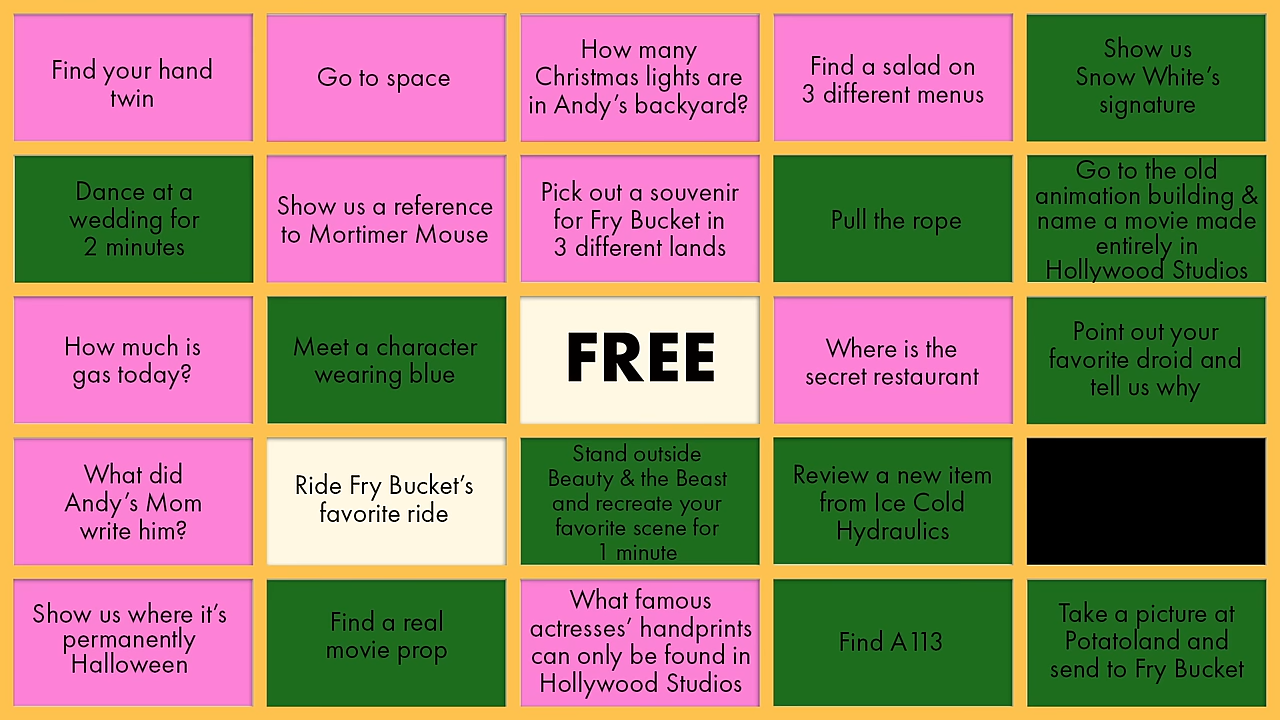 Find your hand
twin
Go to space
How many
Christmas lights are
in Andy's backyard?
Find a salad on
3 different menus
Show us
Snow White's
signature
Dance at a
wedding for
2 minutes
Show us a reference
to Mortimer Mouse
Pick out a souvenir
for Fry Bucket in
3 different lands
Pull the rope
Go to the old
animation building &
name a movie made
entirely in
Hollywood Studios
How much is
gas today?
Meet a character
wearing blue
FREE
Where is the
secret restaurant
Point out your
favorite droid and
tell us why
What did
Andy's Mom
write him?
Ride Fry Bucket's
favorite ride
Stand outside
Beauty & the Beast
and recreate your
favorite scene for
1 minute
Review a new item
from Ice Cold
Hydraulics
Show us where it's
permanently
Halloween
Find a real
movie prop
What famous
actresses' handprints
can only be found in
Hollywood Studios
Find A113
Take a picture at
Potatoland and
send to Fry Bucket